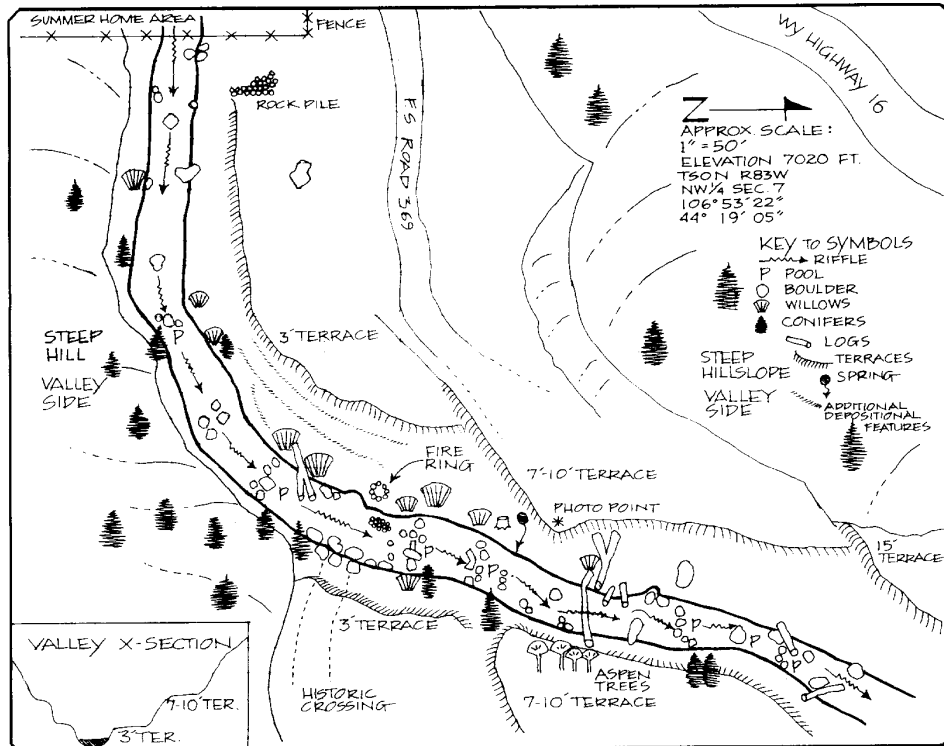 SUMMER HOME AREA
FENCE
ROCK PILE
FS ROAD 369
WY HIGHWAY 16
N
APPROX. SCALE:
1" = 50'
ELEVATION 7020 FT.
T50N R83W
NW¼ SEC. 7
106° 53' 22"
44° 19' 05"
KEY TO SYMBOLS
RIFFLE
P POOL
BOULDER
WILLOWS
CONIFERS
LOGS
TERRACES
SPRING
ADDITIONAL
DEPOSITIONAL
FEATURES
STEEP
HILLSLOPE
VALLEY
SIDE
STEEP
HILL
VALLEY
SIDE
3' TERRACE
P
FIRE
RING
7'-10' TERRACE
PHOTO POINT
15'
TERRACE
P
P
P
P
P
P
3' TERRACE
HISTORIC
CROSSING
ASPEN
TREES
7-10' TERRACE
VALLEY X-SECTION
7-10' TER.
3' TER.